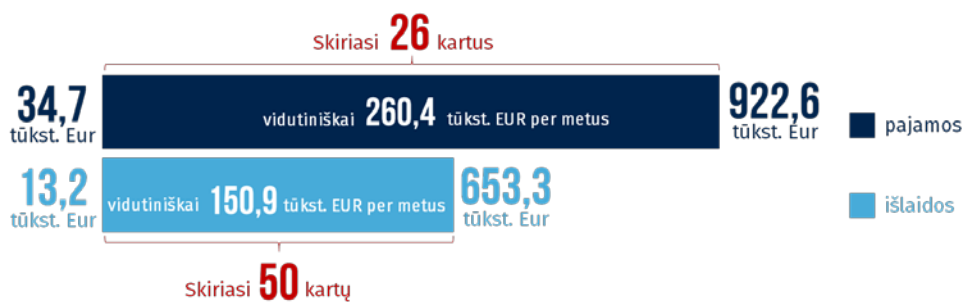 Skiriasi 26 kartus
34,7 tūkst. Eur
vidutiniškai 260,4 tūkst. EUR per metus
922,6 tūkst. Eur
pajamos
13,2 tūkst. Eur
vidutiniškai 150,9 tūkst. EUR per metus
653,3 tūkst. Eur
išlaidos
Skiriasi 50 kartų